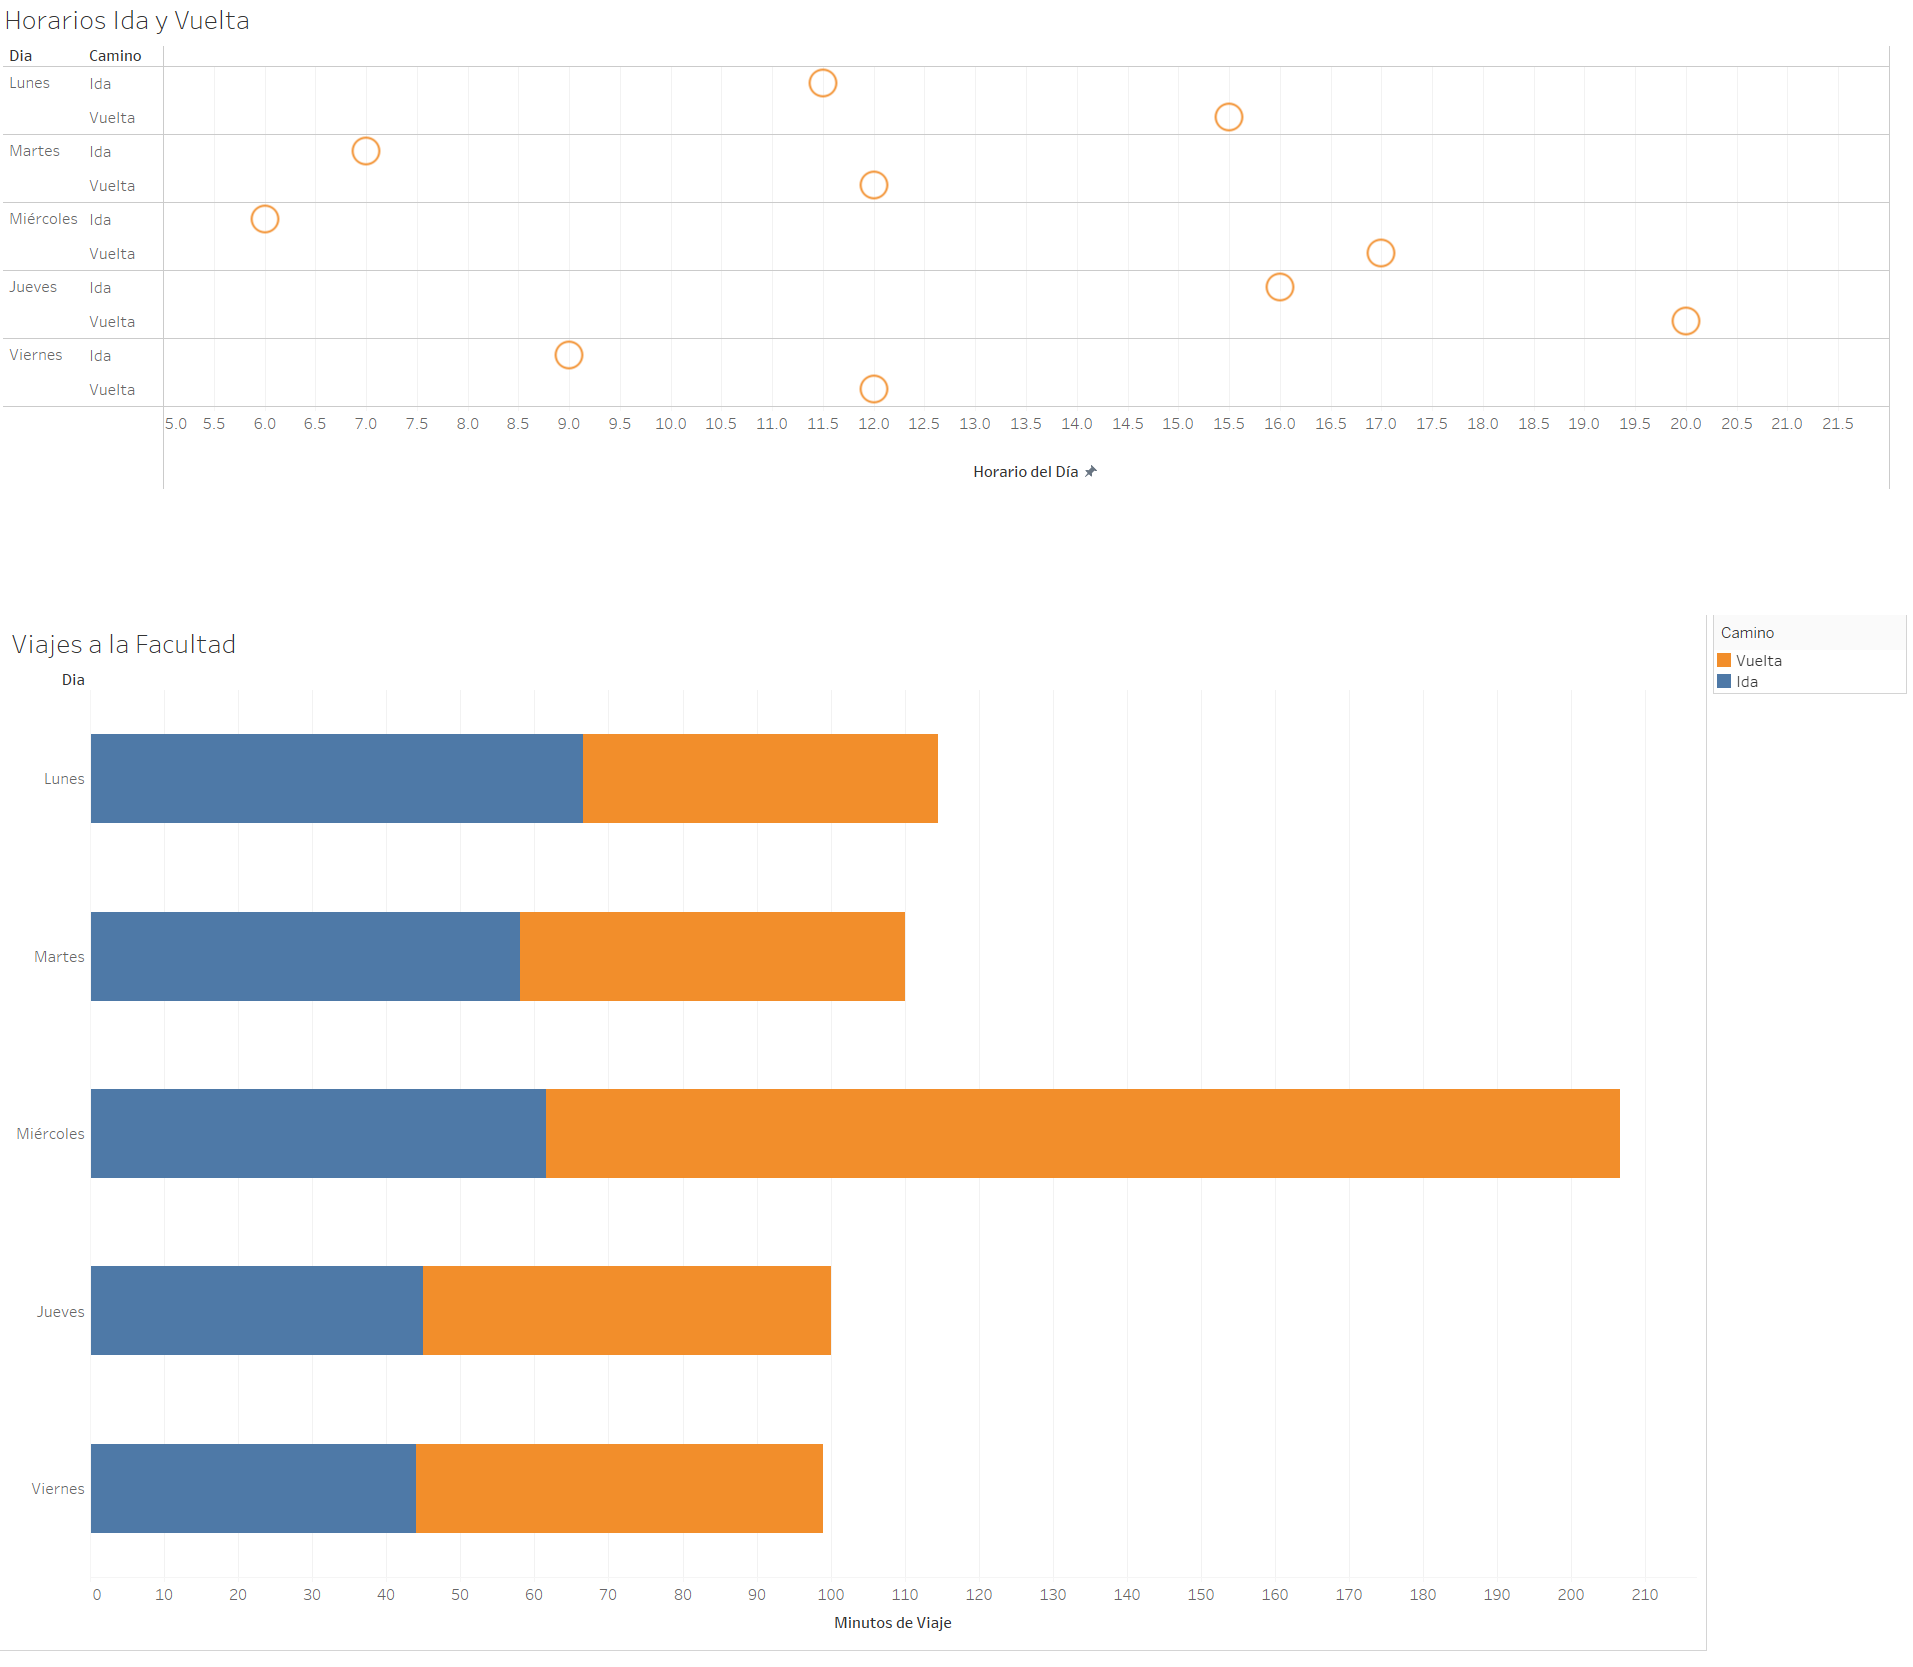 Horarios Ida y Vuelta
Dia Camino
Lunes Ida
Vuelta
Martes Ida
Vuelta
Miércoles Ida
Vuelta
Jueves Ida
Vuelta
Viernes Ida
Vuelta
5.0 5.5 6.0 6.5 7.0 7.5 8.0 8.5 9.0 9.5 10.0 10.5 11.0 11.5 12.0 12.5 13.0 13.5 14.0 14.5 15.0 15.5 16.0 16.5 17.0 17.5 18.0 18.5 19.0 19.5 20.0 20.5 21.0 21.5
Horario del Día
Viajes a la Facultad
Camino
Vuelta
Ida
Dia
Lunes
Martes
Miércoles
Jueves
Viernes
0 10 20 30 40 50 60 70 80 90 100 110 120 130 140 150 160 170 180 190 200 210
Minutos de Viaje